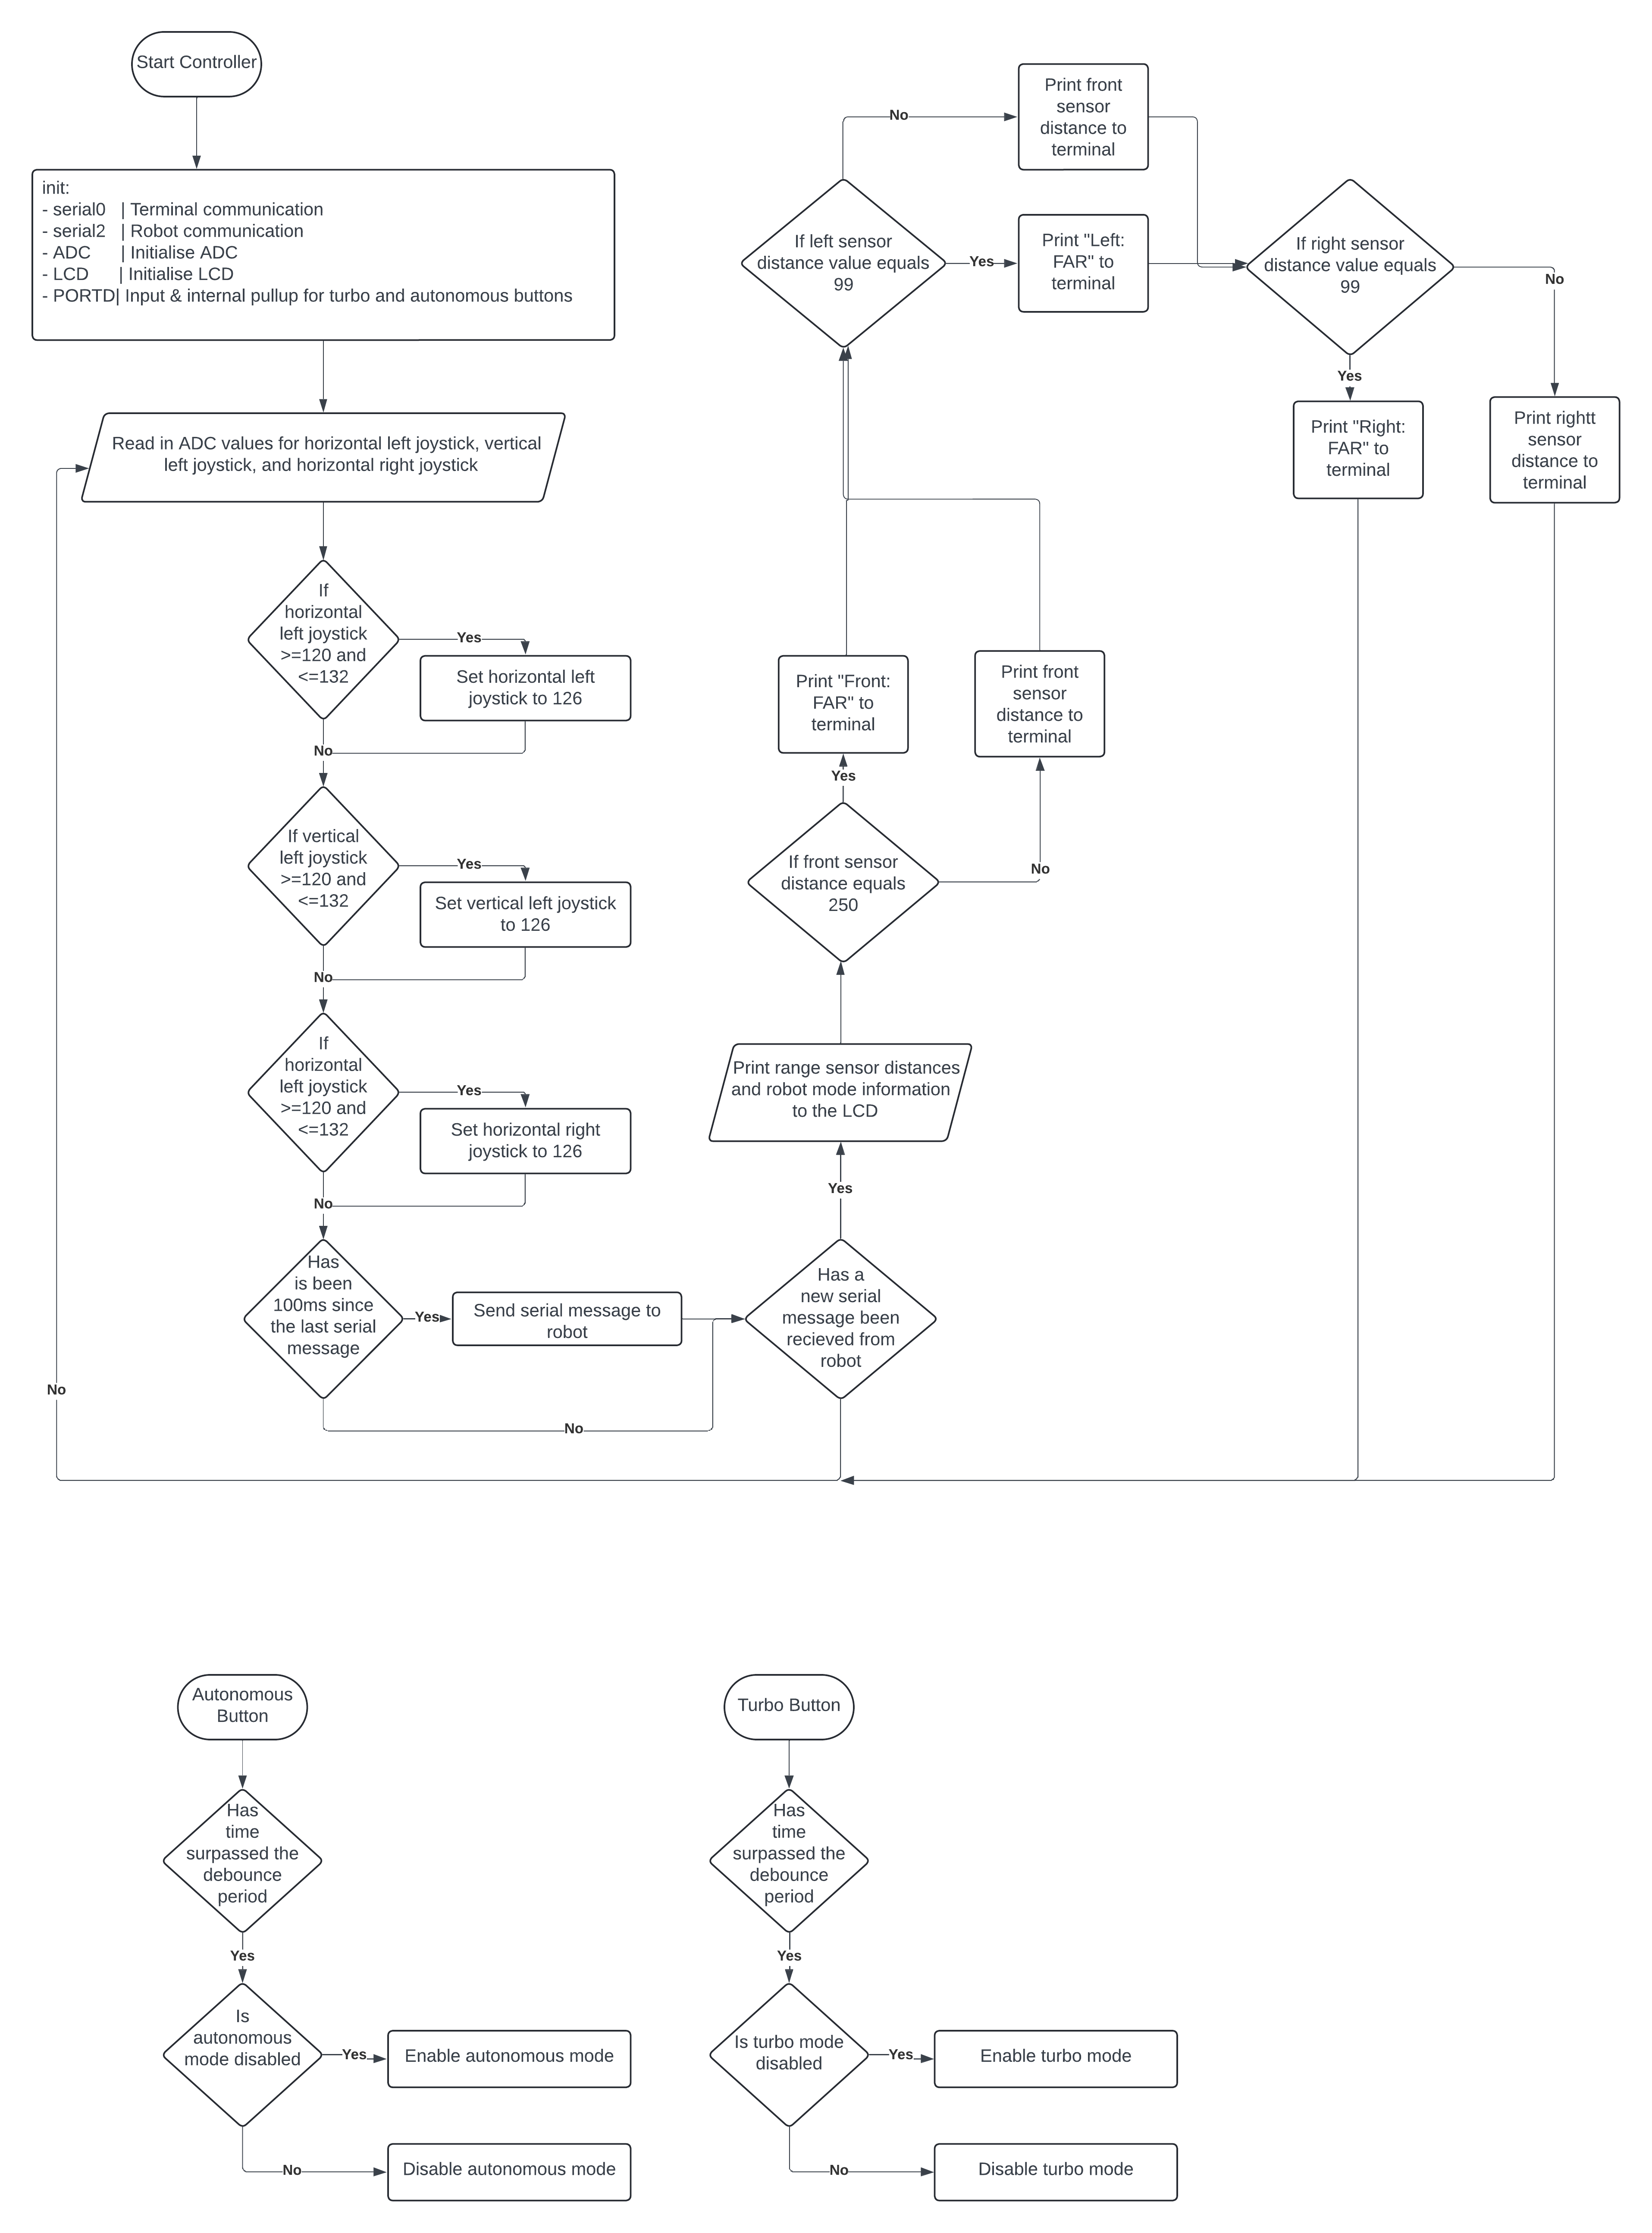 Start Controller
init:
- serial0 | Terminal communication
- serial2 | Robot communication
- ADC | Initialise ADC
- LCD | Initialise LCD
- PORTD| Input & internal pullup for turbo and autonomous buttons
Read in ADC values for horizontal left joystick, vertical
left joystick, and horizontal right joystick
If
horizontal
left joystick
>=120 and
<=132
Yes
Set horizontal left
joystick to 126
No
If vertical
left joystick
>=120 and
<=132
Yes
Set vertical left joystick
to 126
No
If
horizontal
left joystick
>=120 and
<=132
Yes
Set horizontal right
joystick to 126
No
Has
is been
100ms since
the last serial
message
Yes
Send serial message to
robot
No
Has a
new serial
message been
recieved from
robot
No
Yes
Print range sensor distances
and robot mode information
to the LCD
If front sensor
distance equals
250
Yes
Print "Front:
FAR" to
terminal
No
Print front
sensor
distance to
terminal
If left sensor
distance value equals
99
No
Print front
sensor
distance to
terminal
Yes
Print "Left:
FAR" to
terminal
If right sensor
distance value equals
99
Yes
Print "Right:
FAR" to
terminal
No
Print rightt
sensor
distance to
terminal
Autonomous
Button
Has
time
surpassed the
debounce
period
Yes
Is
autonomous
mode disabled
Yes
Enable autonomous mode
No
Disable autonomous mode
Turbo Button
Has
time
surpassed the
debounce
period
Yes
Is turbo mode
disabled
Yes
Enable turbo mode
No
Disable turbo mode